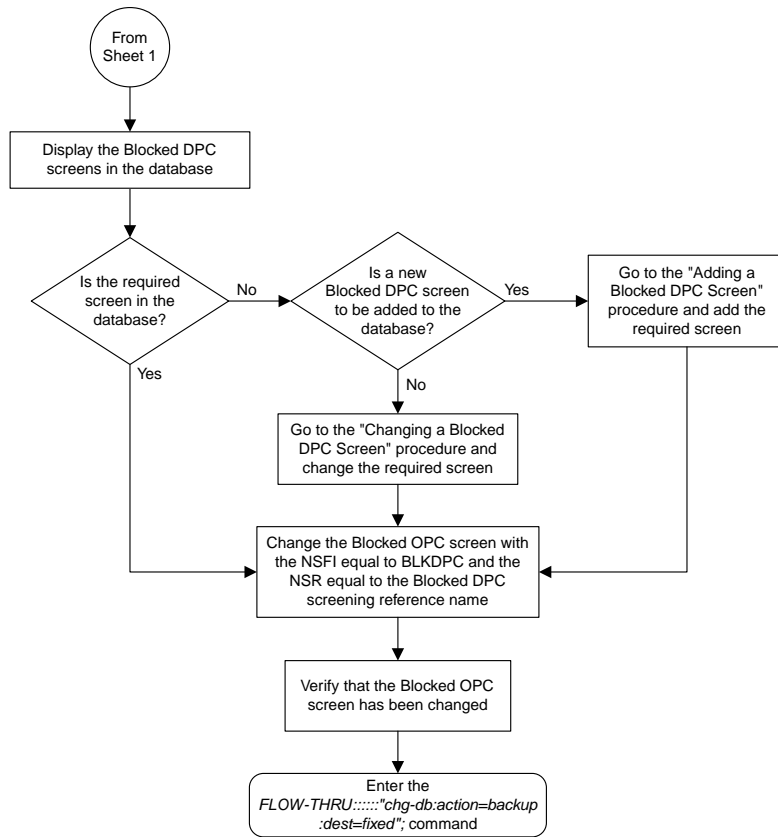 From
Sheet 1
Display the Blocked DPC
screens in the database
Is the required
screen in the
database?
No
Is a new
Blocked DPC screen
to be added to the
database?
Yes
Go to the "Adding a
Blocked DPC Screen"
procedure and add the
required screen
Yes
No
Go to the "Changing a Blocked
DPC Screen" procedure and
change the required screen
Change the Blocked OPC screen with
the NSFI equal to BLKDPC and the
NSR equal to the Blocked DPC
screening reference name
Verify that the Blocked OPC
screen has been changed
Enter the
FLOW-THRU::::::"chg-db:action=backup
:dest=fixed"; command